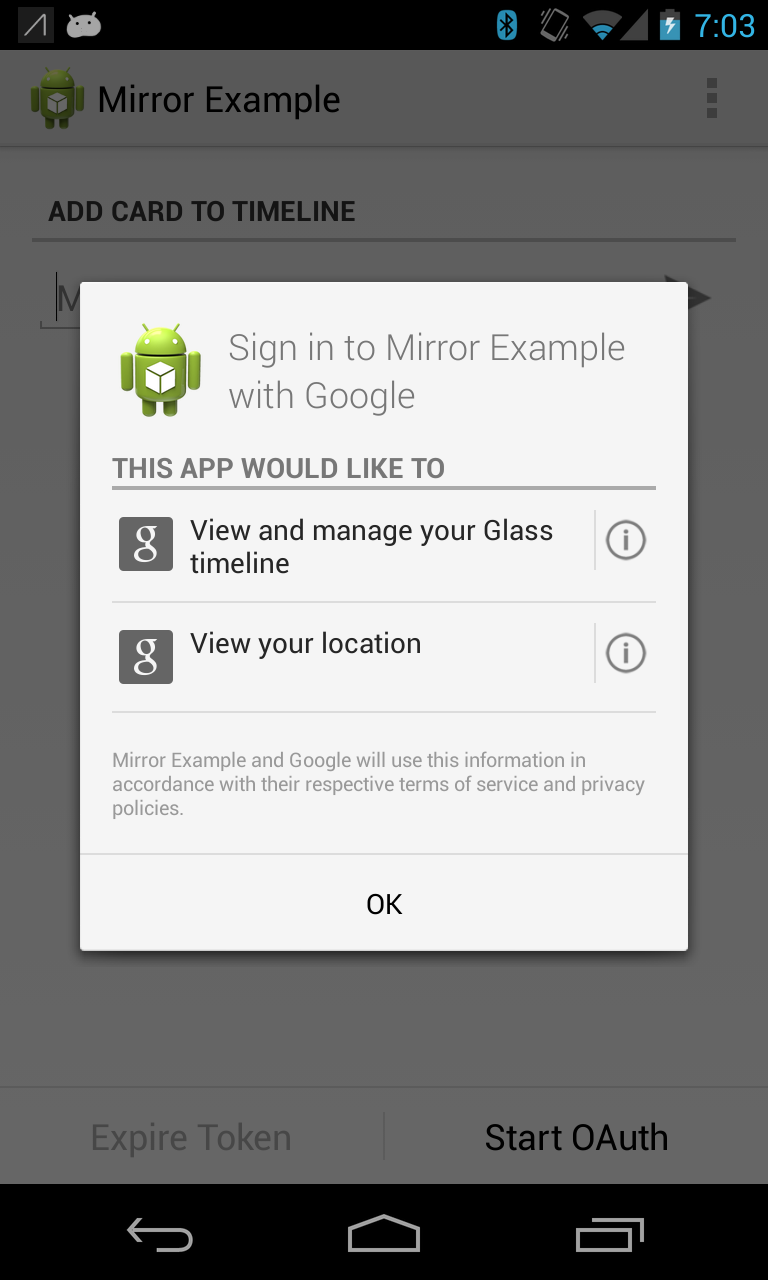 7:03
Mirror Example
ADD CARD TO TIMELINE
M
Sign in to Mirror Example
with Google
THIS APP WOULD LIKE TO
g
View and manage your Glass
timeline
g
View your location
Mirror Example and Google will use this information in
accordance with their respective terms of service and privacy
policies.
OK
Expire Token
Start OAuth